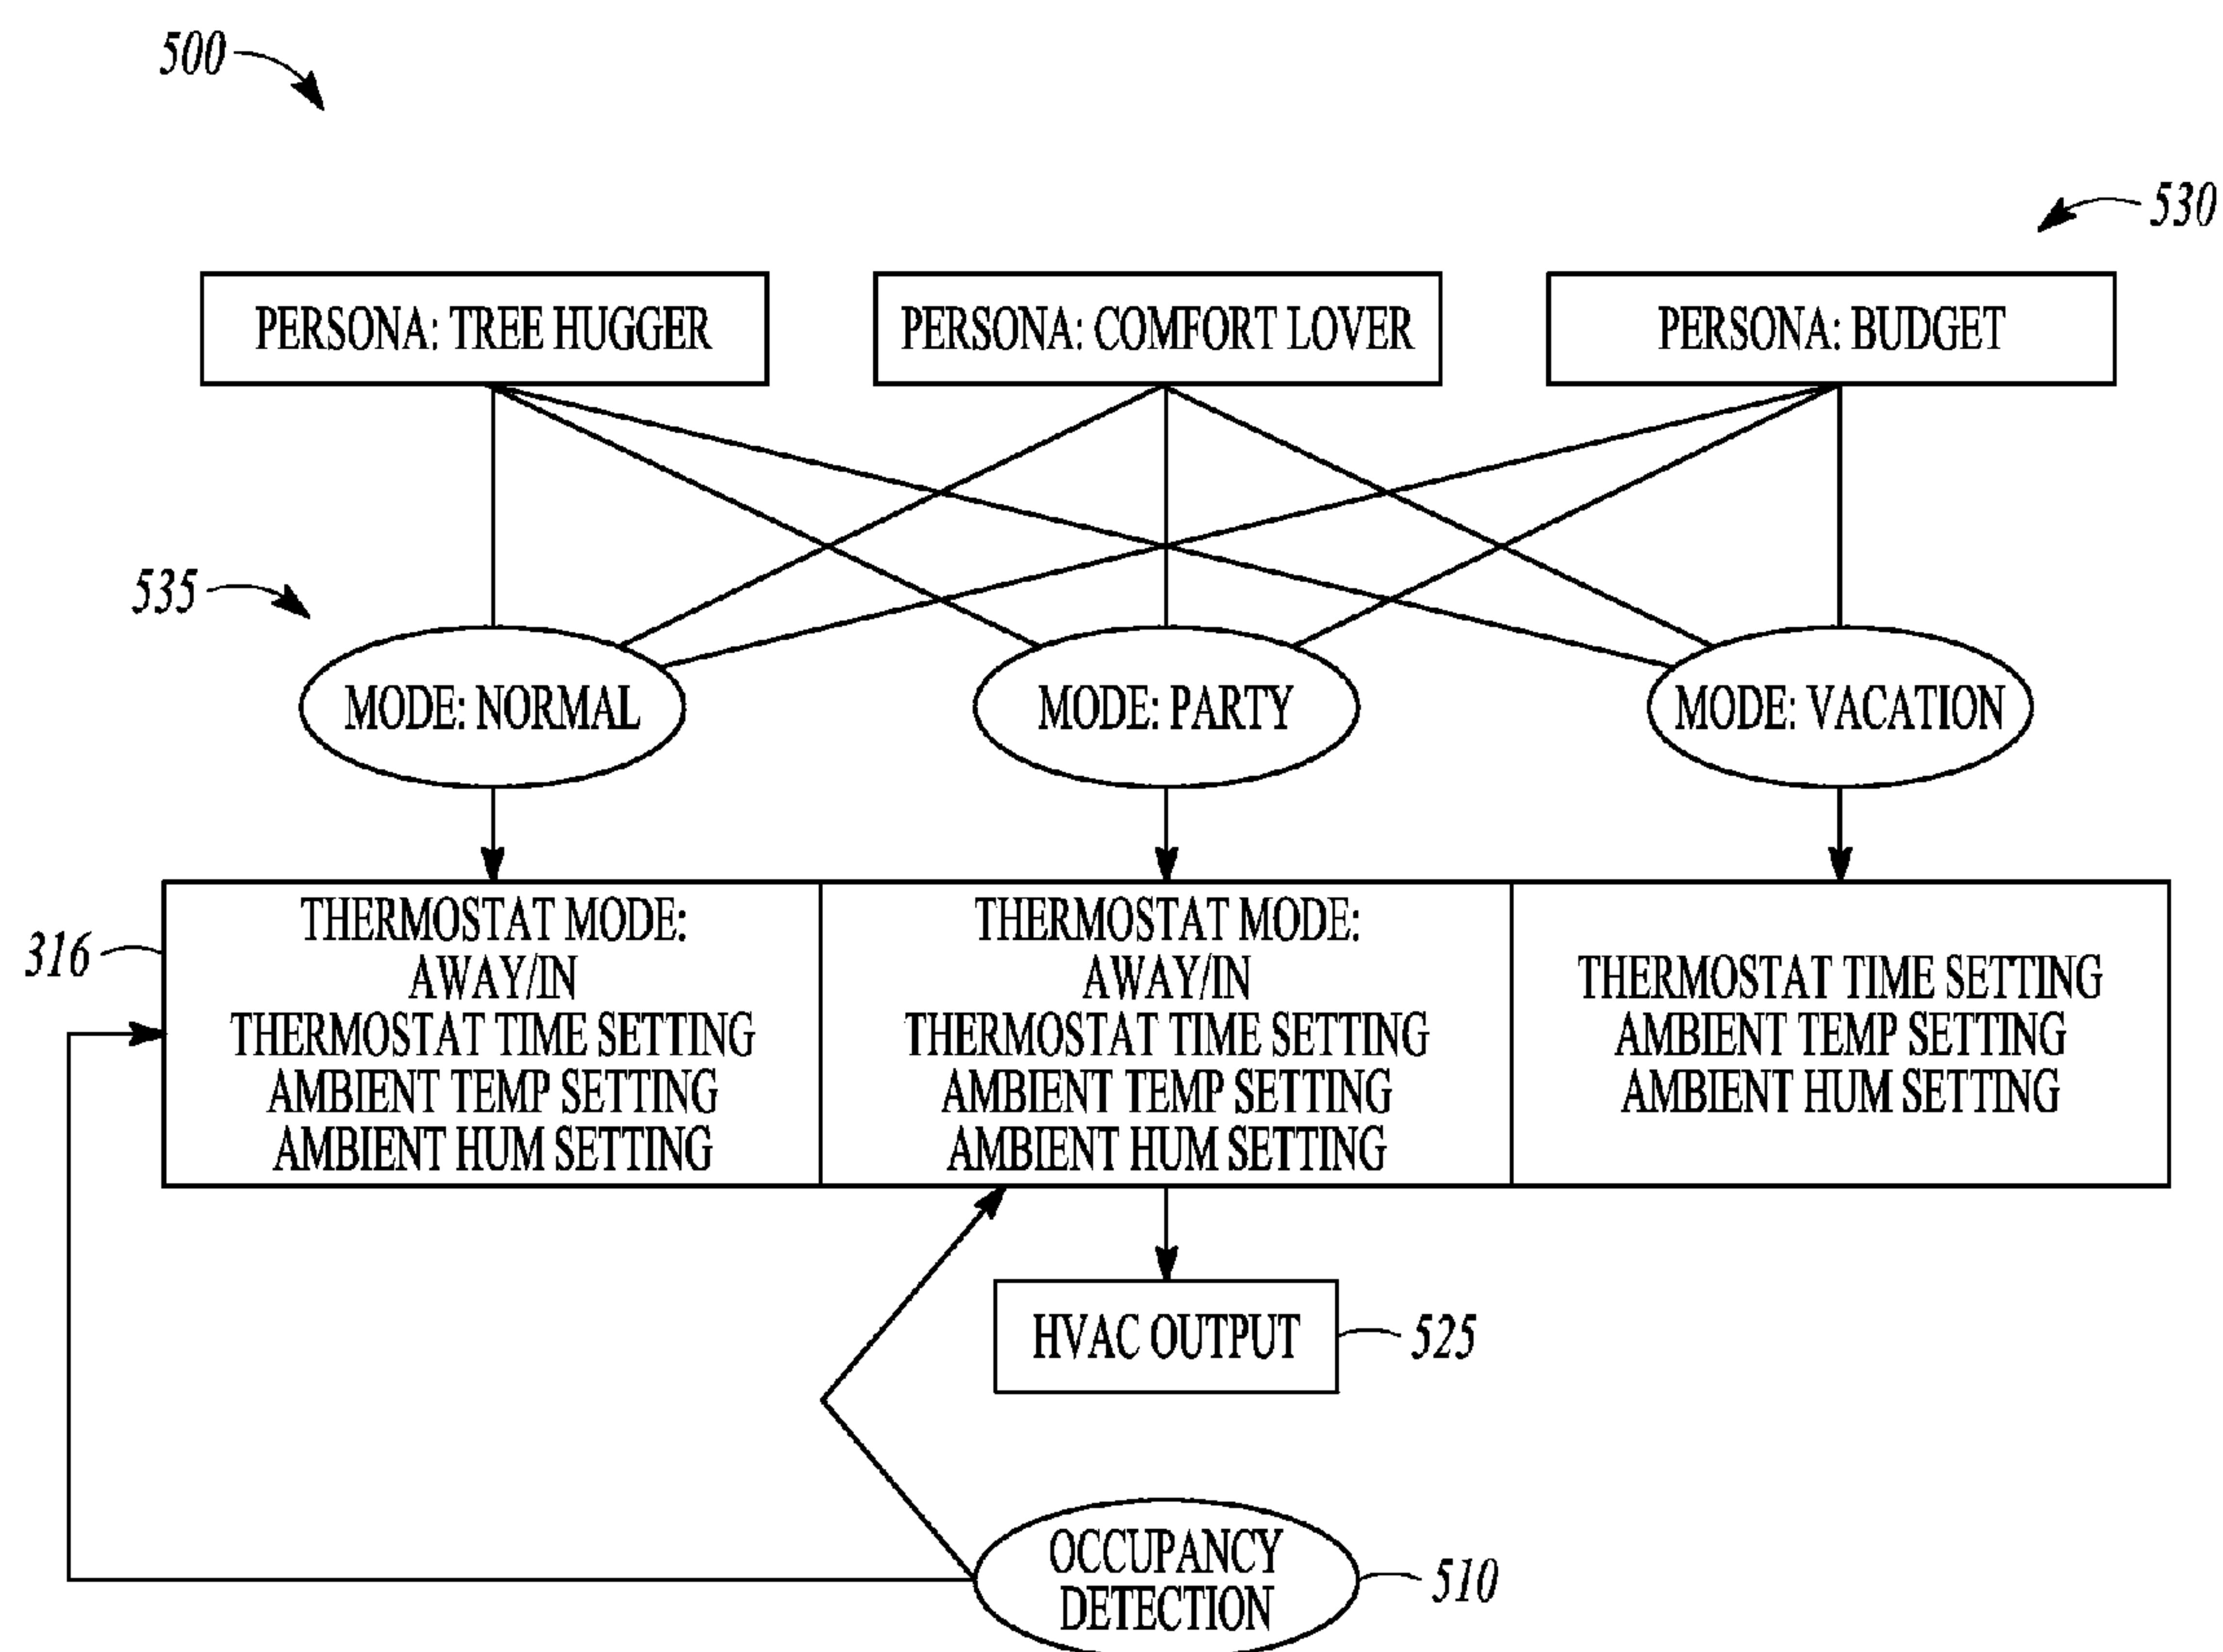 500
530
PERSONA: TREE HUGGER
PERSONA: COMFORT LOVER
PERSONA: BUDGET
535
MODE: NORMAL
MODE: PARTY
MODE: VACATION
316
THERMOSTAT MODE:
AWAY/IN
THERMOSTAT TIME SETTING
AMBIENT TEMP SETTING
AMBIENT HUM SETTING
THERMOSTAT MODE:
AWAY/IN
THERMOSTAT TIME SETTING
AMBIENT TEMP SETTING
AMBIENT HUM SETTING
THERMOSTAT TIME SETTING
AMBIENT TEMP SETTING
AMBIENT HUM SETTING
HVAC OUTPUT
525
OCCUPANCY
DETECTION
510